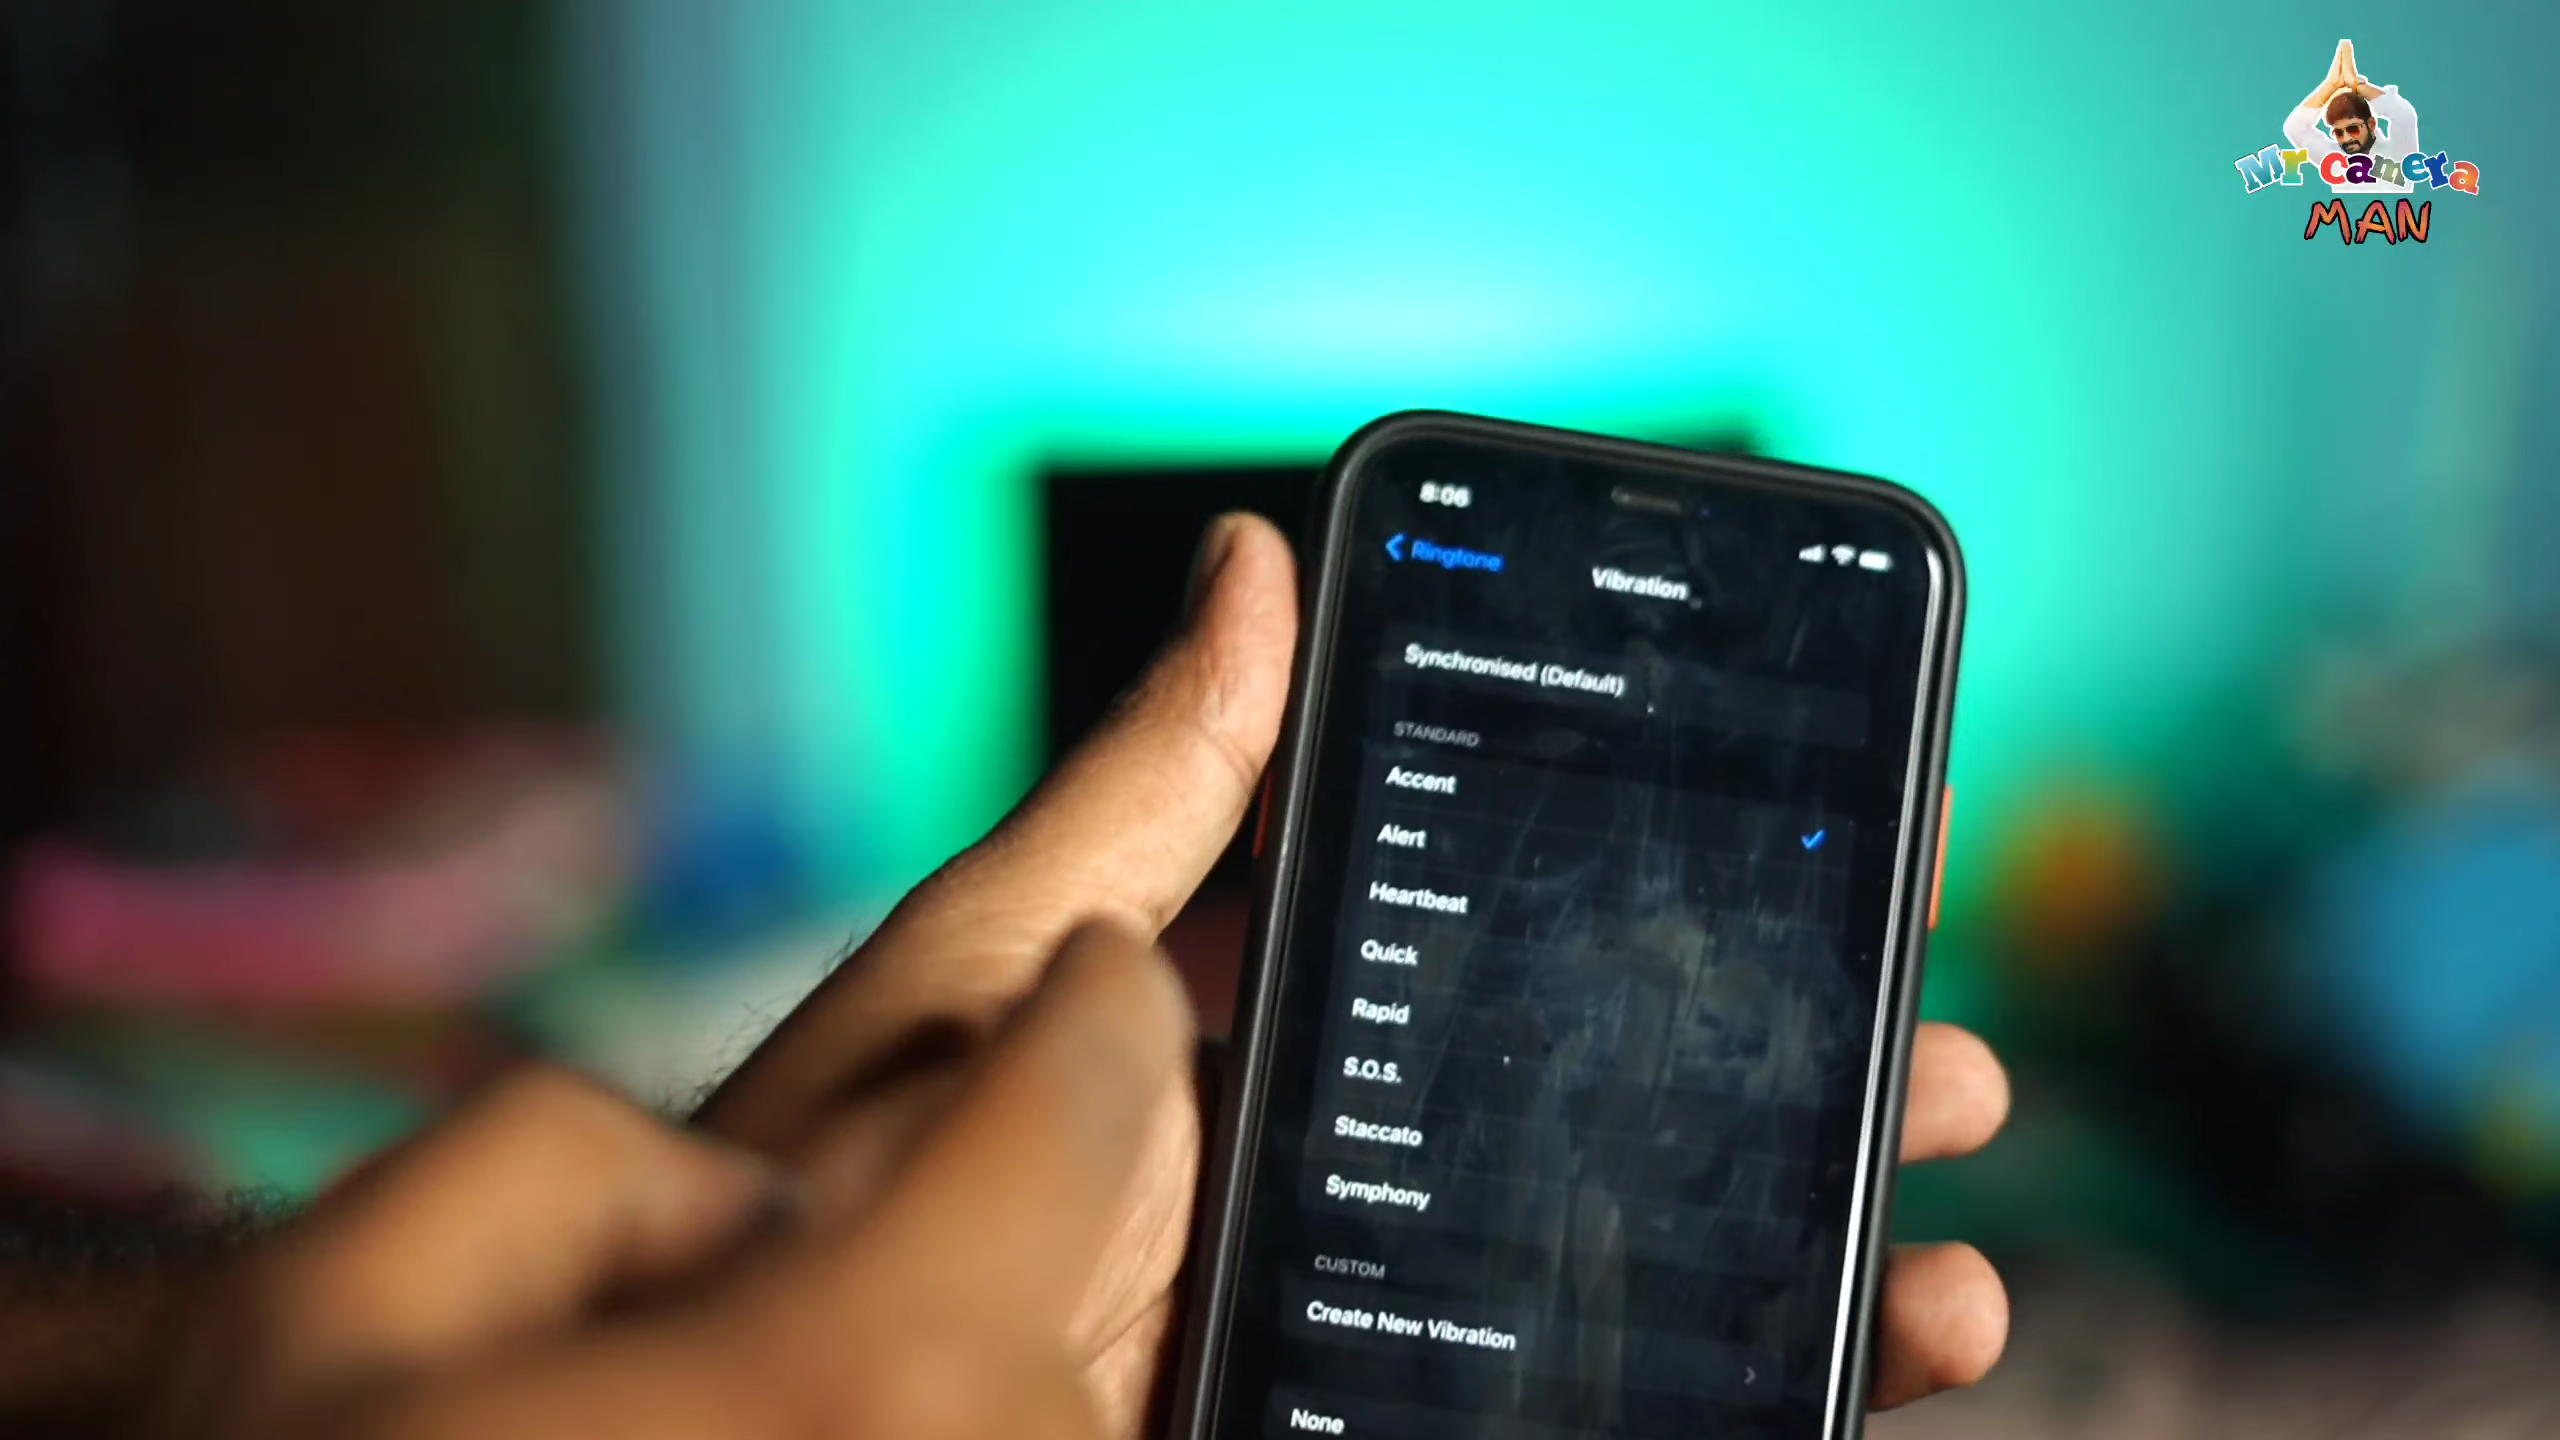 Mr Camera
MAN
8:06
Ringtone
Vibration
Synchronised (Default)
STANDARD
Accent
Alert
Heartbeat
Quick
Rapid
S.O.S.
Staccato
Symphony
CUSTOM
Create New Vibration
None